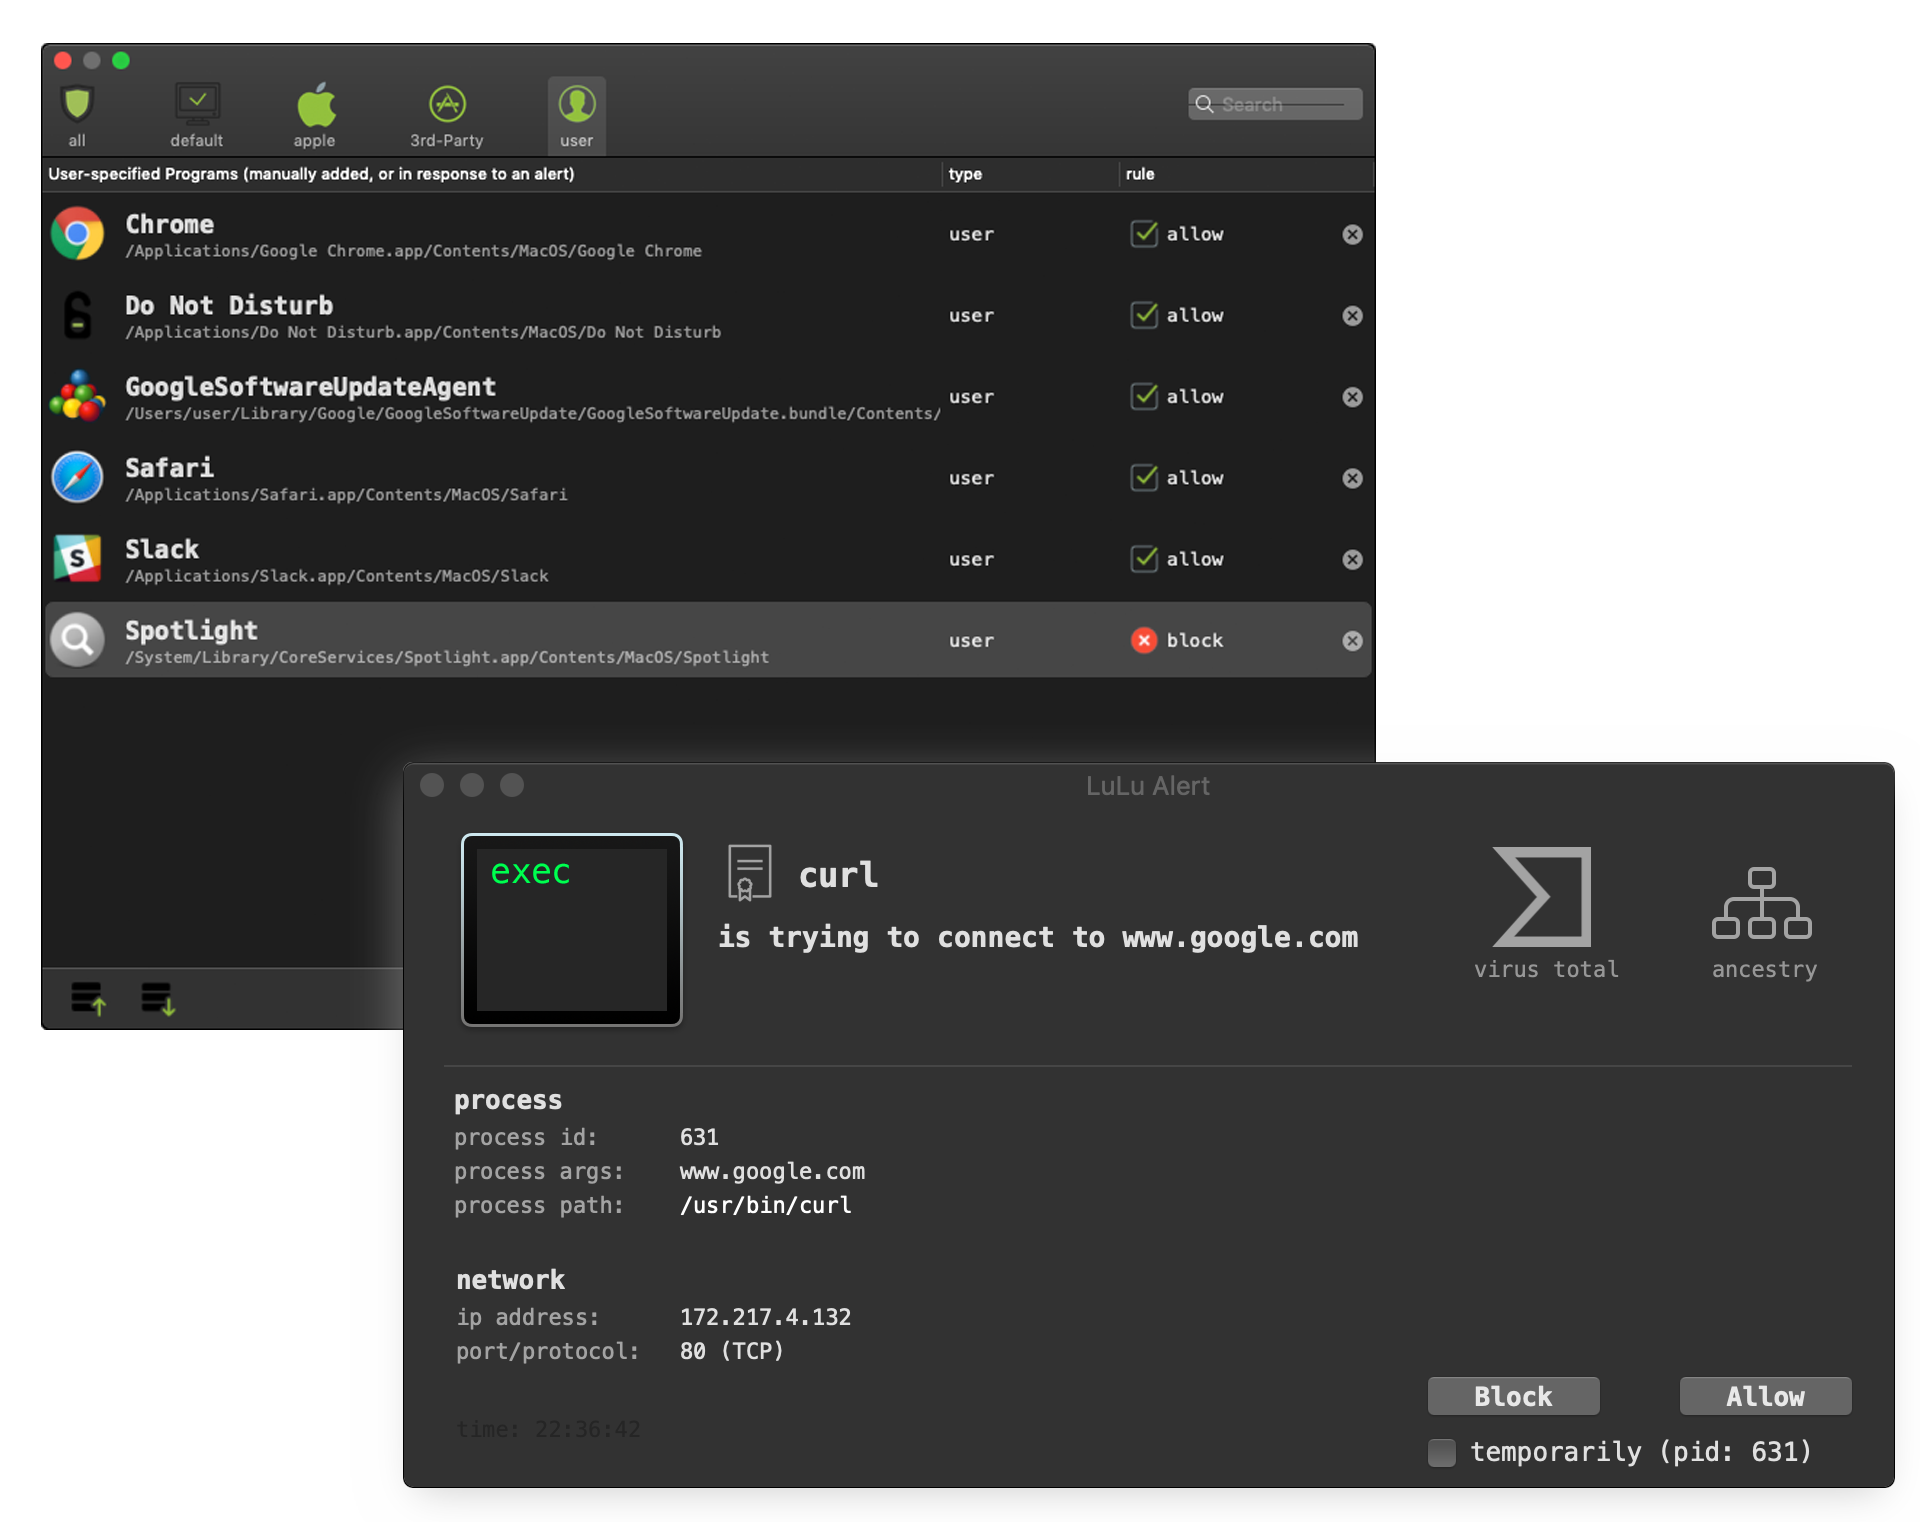 all
default
apple
3rd-Party
user
Search
User-specified Programs (manually added, or in response to an alert)
type
rule
Chrome
/Applications/Google Chrome.app/Contents/MacOS/Google Chrome
user
allow
Do Not Disturb
/Applications/Do Not Disturb.app/Contents/MacOS/Do Not Disturb
user
allow
GoogleSoftwareUpdateAgent
/Users/user/Library/Google/GoogleSoftwareUpdate/GoogleSoftwareUpdate.bundle/Contents/
user
allow
Safari
/Applications/Safari.app/Contents/MacOS/Safari
user
allow
S
Slack
/Applications/Slack.app/Contents/MacOS/Slack
user
allow
Spotlight
/System/Library/CoreServices/Spotlight.app/Contents/MacOS/Spotlight
user
block
LuLu Alert
exec
curl
is trying to connect to www.google.com
virus total
ancestry
process
process id: 631
process args: www.google.com
process path: /usr/bin/curl
network
ip address: 172.217.4.132
port/protocol: 80 (TCP)
time: 22:36:42
Block
Allow
temporarily (pid: 631)